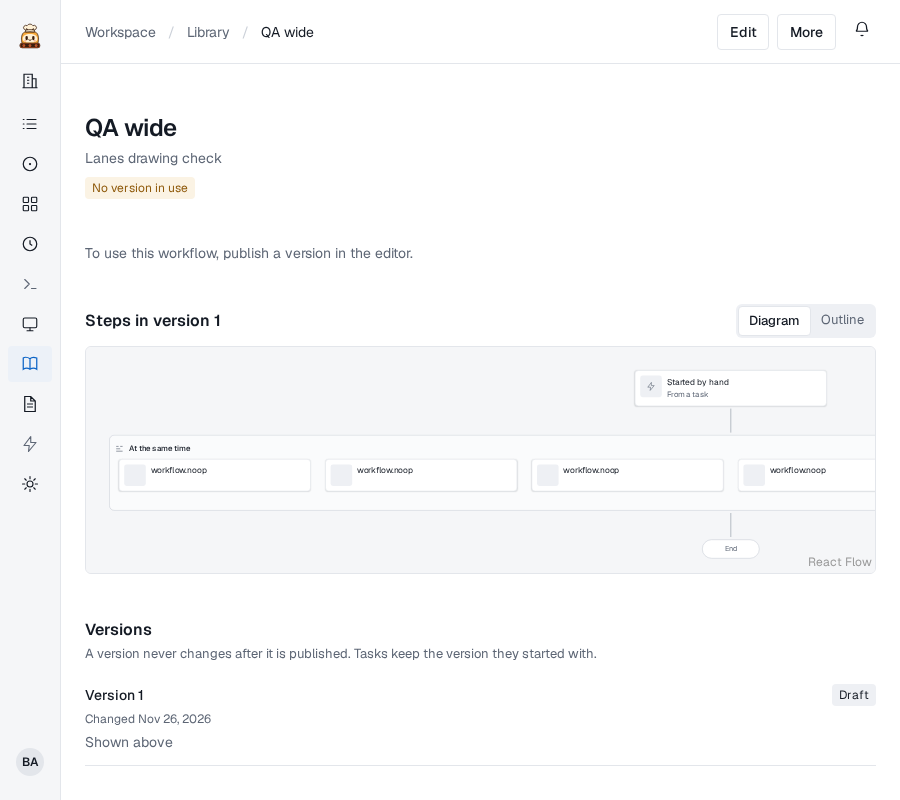 Workspace / Library / QA wide
Edit
More
QA wide
Lanes drawing check
No version in use
To use this workflow, publish a version in the editor.
Steps in version 1
Diagram
Outline
Started by hand
From a task
At the same time
workflow.noop
workflow.noop
workflow.noop
workflow.noop
End
React Flow
Versions
A version never changes after it is published. Tasks keep the version they started with.
Version 1
Draft
Changed Nov 26, 2026
Shown above
BA